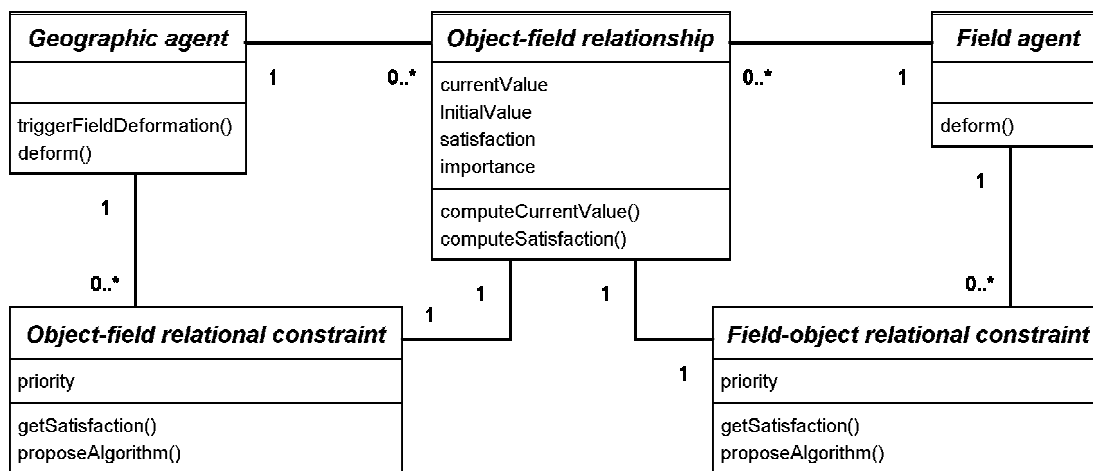 Geographic agent
triggerFieldDeformation()
deform()
1
0..*
Object-field relationship
currentValue
InitialValue
satisfaction
importance
computeCurrentValue()
computeSatisfaction()
0..*
1
Field agent
deform()
1
0..*
1
0..*
Object-field relational constraint
priority
getSatisfaction()
proposeAlgorithm()
1
1
1
1
Field-object relational constraint
priority
getSatisfaction()
proposeAlgorithm()